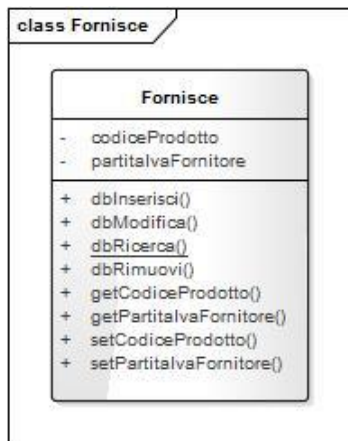 class Fornisce
Fornisce
- codiceProdotto
- partitaIvaFornitore
+ dbInserisci()
+ dbModifica()
+ dbRicerca()
+ dbRimuovi()
+ getCodiceProdotto()
+ getPartitaIvaFornitore()
+ setCodiceProdotto()
+ setPartitaIvaFornitore()